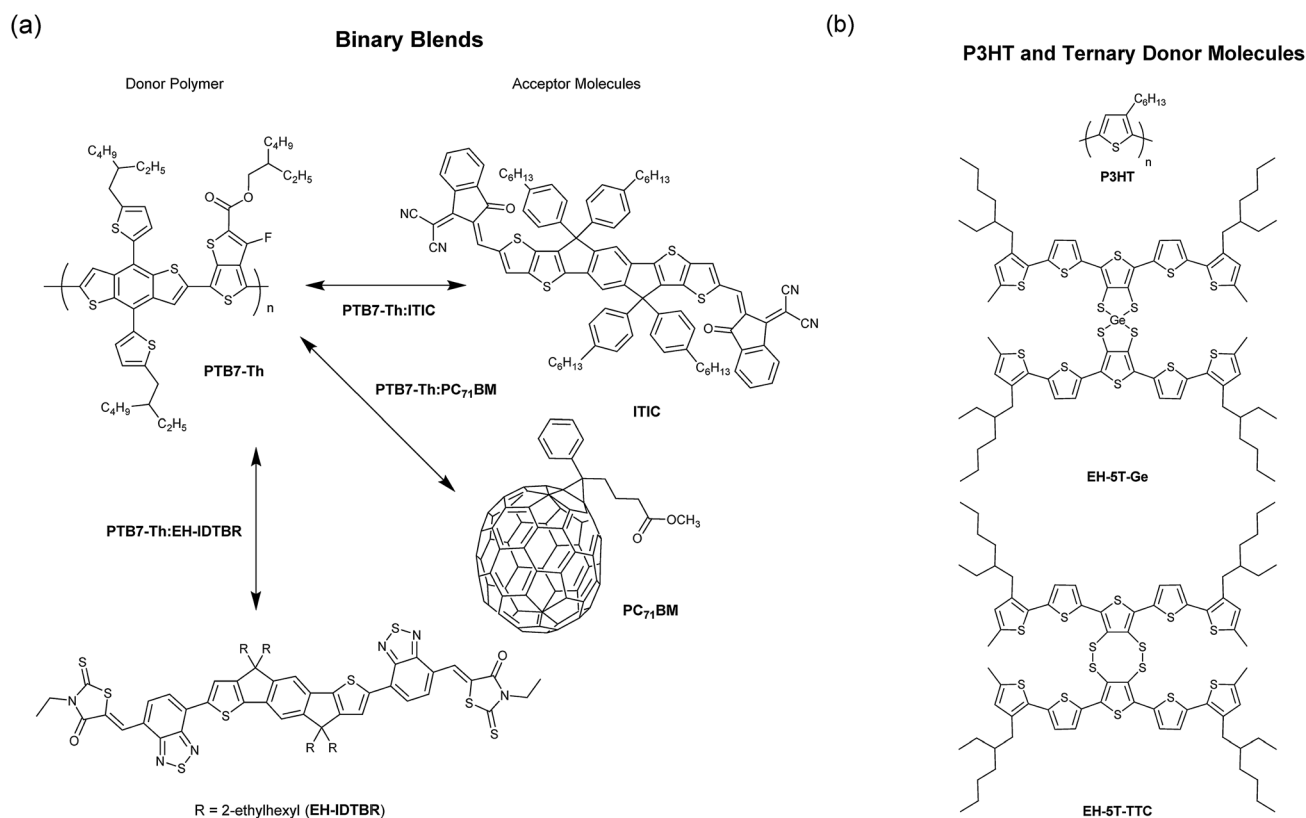 (a)
Binary Blends
Donor Polymer
Acceptor Molecules
C4H9
C2H5
C4H9
C2H5
O
O
S
S
F
S
S
S
S
n
PTB7-Th
C4H9
C2H5
PTB7-Th:ITIC
PTB7-Th:PC71BM
PTB7-Th:EH-IDTBR
NC
CN
O
C6H13
C6H13
S
S
S
S
O
CN
CN
C6H13
C6H13
ITIC
OCH3
O
PC71BM
S
N
S
O
N
S
N
S
R
R
S
R
R
N
S
N
O
N
S
S
R = 2-ethylhexyl (EH-IDTBR)
(b)
P3HT and Ternary Donor Molecules
C6H13
S
n
P3HT
S
S
S
S
S
S
S
Ge
S
S
S
S
S
S
S
EH-5T-Ge
S
S
S
S
S
S
S
S
S
S
S
S
S
S
EH-5T-TTC